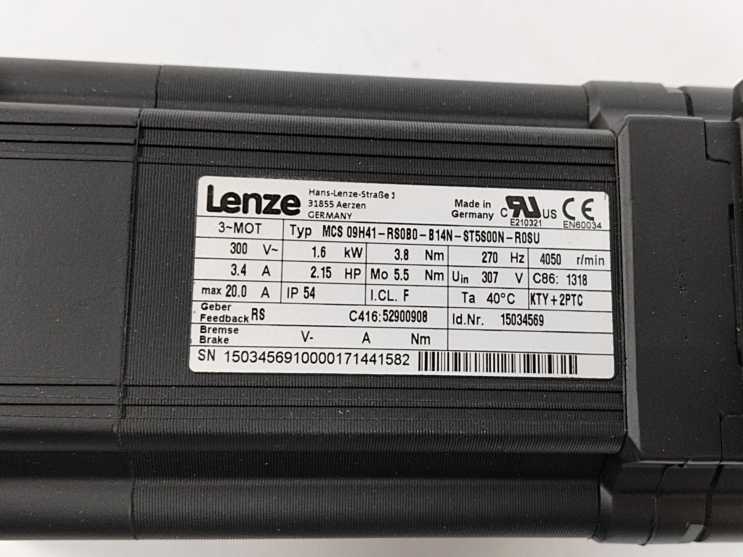 Lenze
Hans-Lenze-Straße 1
31855 Aerzen
GERMANY
Made in
Germany
c RU US CE
E210321 EN60034
3~MOT Typ MCS 09H41-RS0B0-B14N-ST5S00N-R0SU
300 V~ 1.6 kW 3.8 Nm 270 Hz 4050 r/min
3.4 A 2.15 HP Mo 5.5 Nm Uin 307 V C86: 1318
max 20.0 A IP 54 I.CL. F Ta 40°C KTY+2PTC
Geber
Feedback RS C416:52900908 Id.Nr. 15034569
Bremse
Brake V- A Nm
SN 1503456910000171441582